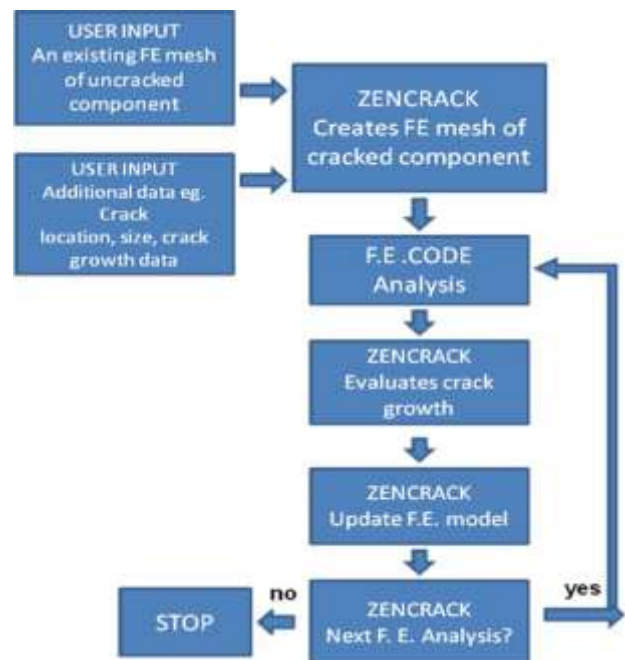 USER INPUT
An existing FE mesh
of uncracked
component
USER INPUT
Additional data eg.
Crack
location, size, crack
growth data
ZENCRACK
Creates FE mesh of
cracked component
F.E .CODE
Analysis
ZENCRACK
Evaluates crack
growth
ZENCRACK
Update F.E. model
ZENCRACK
Next F. E. Analysis?
no
yes
STOP